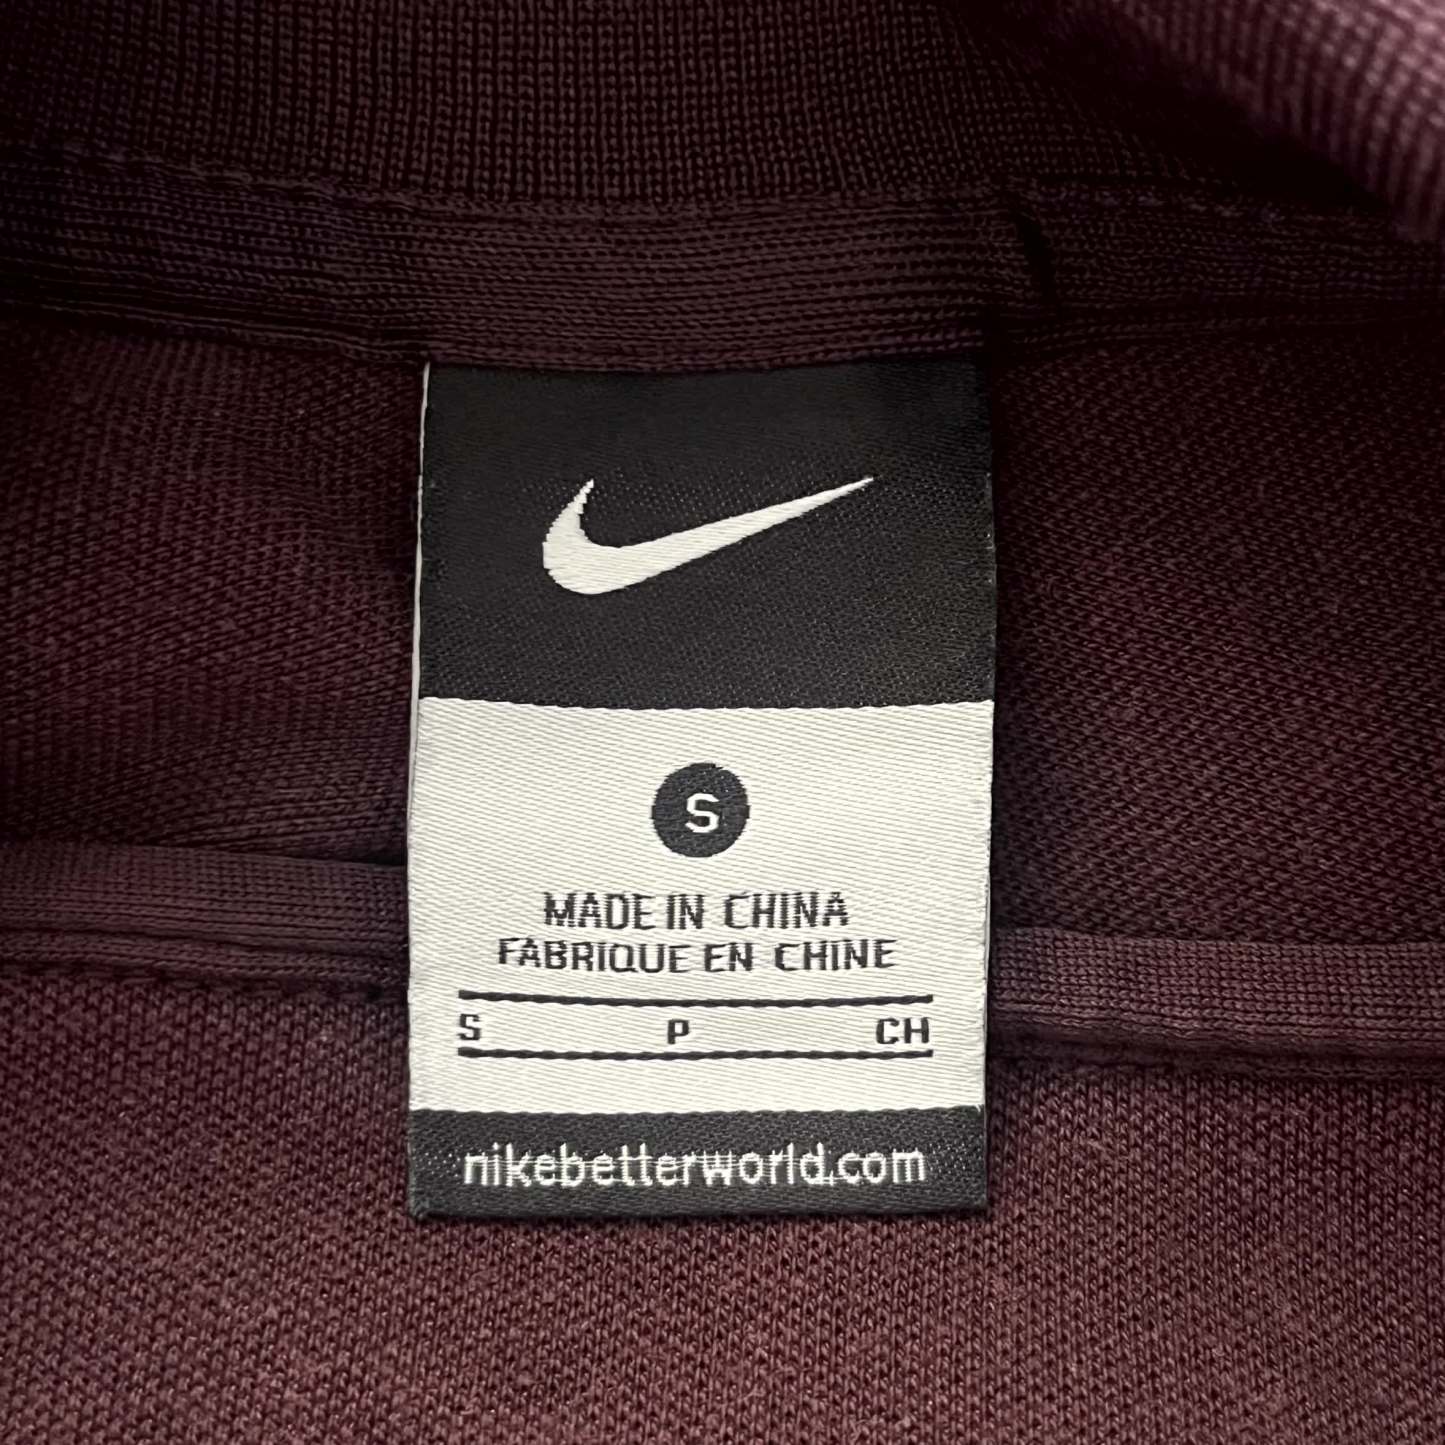 S
MADE IN CHINA
FABRIQUE EN CHINE
S P CH
nikebetterworld.com